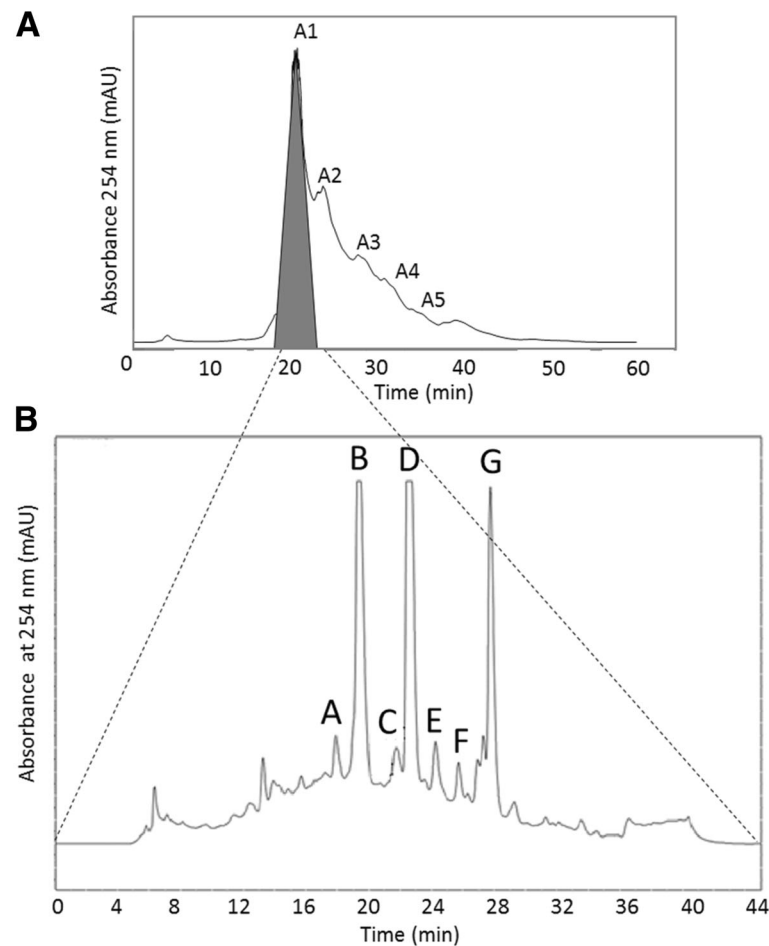 A
A1
A2
A3
A4
A5
Absorbance 254 nm (mAU)
0 10 20 30 40 50 60
Time (min)
B
B D G
A C E F
Absorbance at 254 nm (mAU)
0 4 8 12 16 20 24 28 32 36 40 44
Time (min)